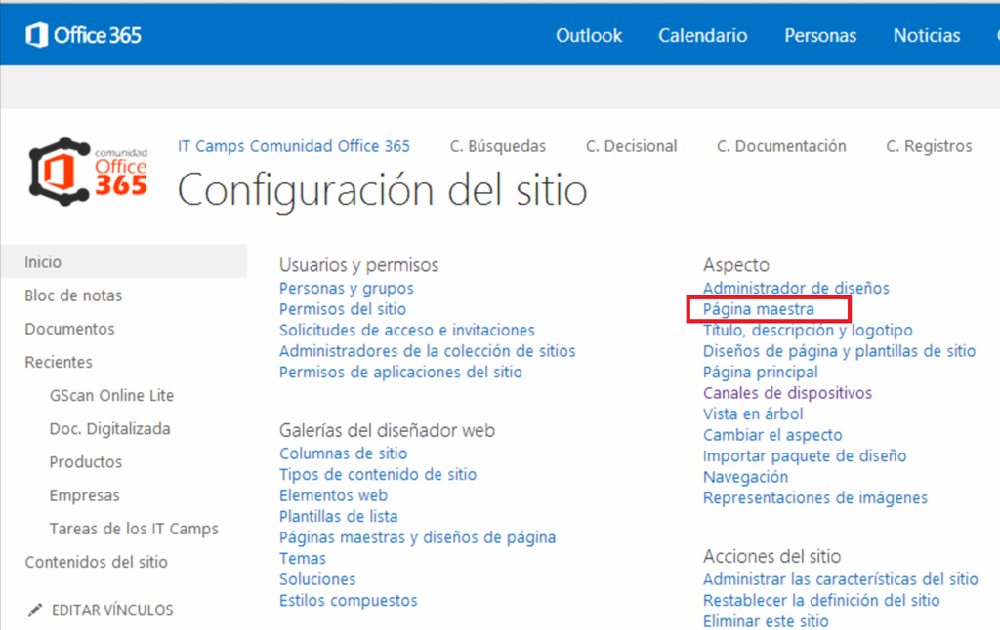 Office 365
Outlook Calendario Personas Noticias
comunidad
Office
365
IT Camps Comunidad Office 365 C. Búsquedas C. Decisional C. Documentación C. Registros
Configuración del sitio
Inicio
Bloc de notas
Documentos
Recientes
GScan Online Lite
Doc. Digitalizada
Productos
Empresas
Tareas de los IT Camps
Contenidos del sitio
EDITAR VÍNCULOS
Usuarios y permisos
Personas y grupos
Permisos del sitio
Solicitudes de acceso e invitaciones
Administradores de la colección de sitios
Permisos de aplicaciones del sitio
Galerías del diseñador web
Columnas de sitio
Tipos de contenido de sitio
Elementos web
Plantillas de lista
Páginas maestras y diseños de página
Temas
Soluciones
Estilos compuestos
Aspecto
Administrador de diseños
Página maestra
Título, descripción y logotipo
Diseños de página y plantillas de sitio
Página principal
Canales de dispositivos
Vista en árbol
Cambiar el aspecto
Importar paquete de diseño
Navegación
Representaciones de imágenes
Acciones del sitio
Administrar las características del sitio
Restablecer la definición del sitio
Eliminar este sitio